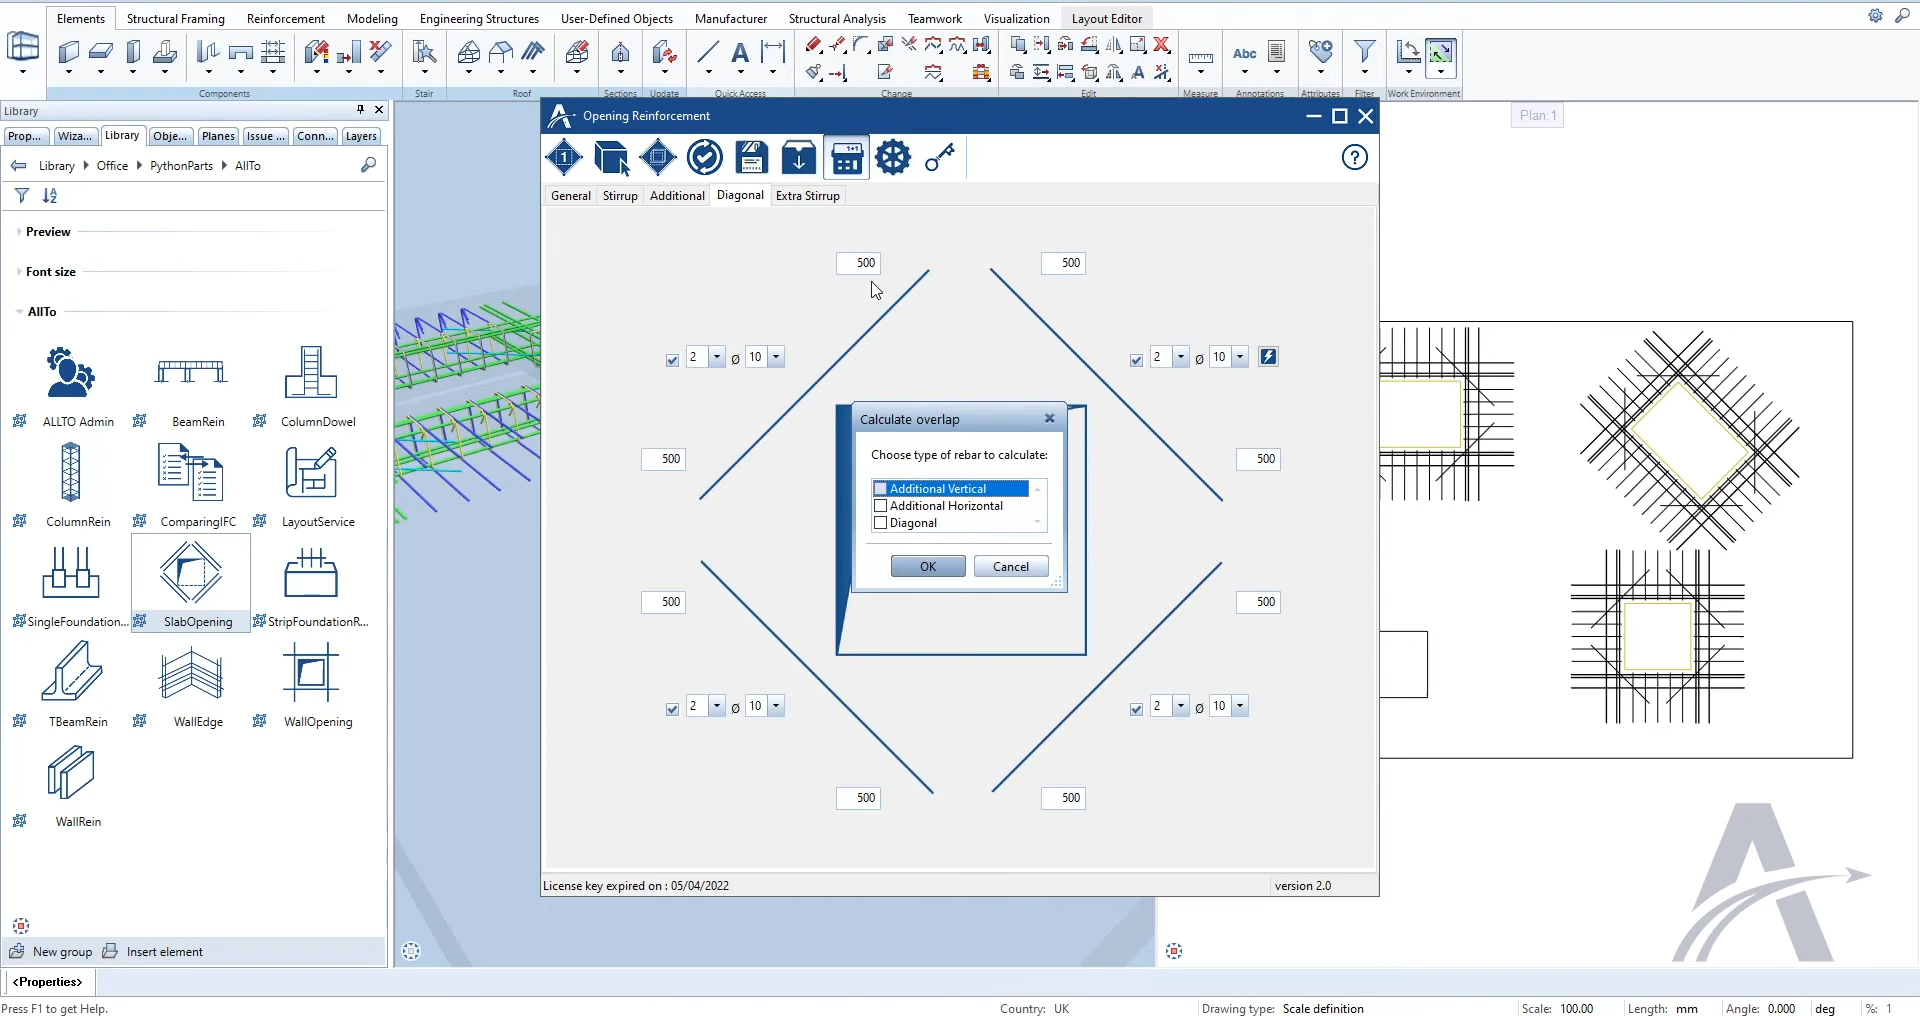 Elements Structural Framing Reinforcement Modeling Engineering Structures User-Defined Objects Manufacturer Structural Analysis Teamwork Visualization Layout Editor
Abc
Components Stair Roof Sections Update Quick Access Change Edit Measure Annotations Attributes Filter Work Environment
Library
Prop... Wiza... Library Obje... Planes Issue ... Conn... Layers
Library Office PythonParts AllTo
Preview
Font size
AllTo
ALLTO Admin BeamRein ColumnDowel
ColumnRein ComparingIFC LayoutService
SingleFoundation... SlabOpening StripFoundationR...
TBeamRein WallEdge WallOpening
WallRein
New group Insert element
<Properties>
Press F1 to get Help.
Opening Reinforcement
1 1+1 ?
General Stirrup Additional Diagonal Extra Stirrup
500 500
2 ø 10 2 ø 10
500 500
Calculate overlap
Choose type of rebar to calculate:
Additional Vertical
Additional Horizontal
Diagonal
OK Cancel
500 500
2 ø 10 2 ø 10
500 500
License key expired on : 05/04/2022 version 2.0
Plan:1
Country: UK Drawing type: Scale definition Scale: 100.00 Length: mm Angle: 0.000 deg %: 1